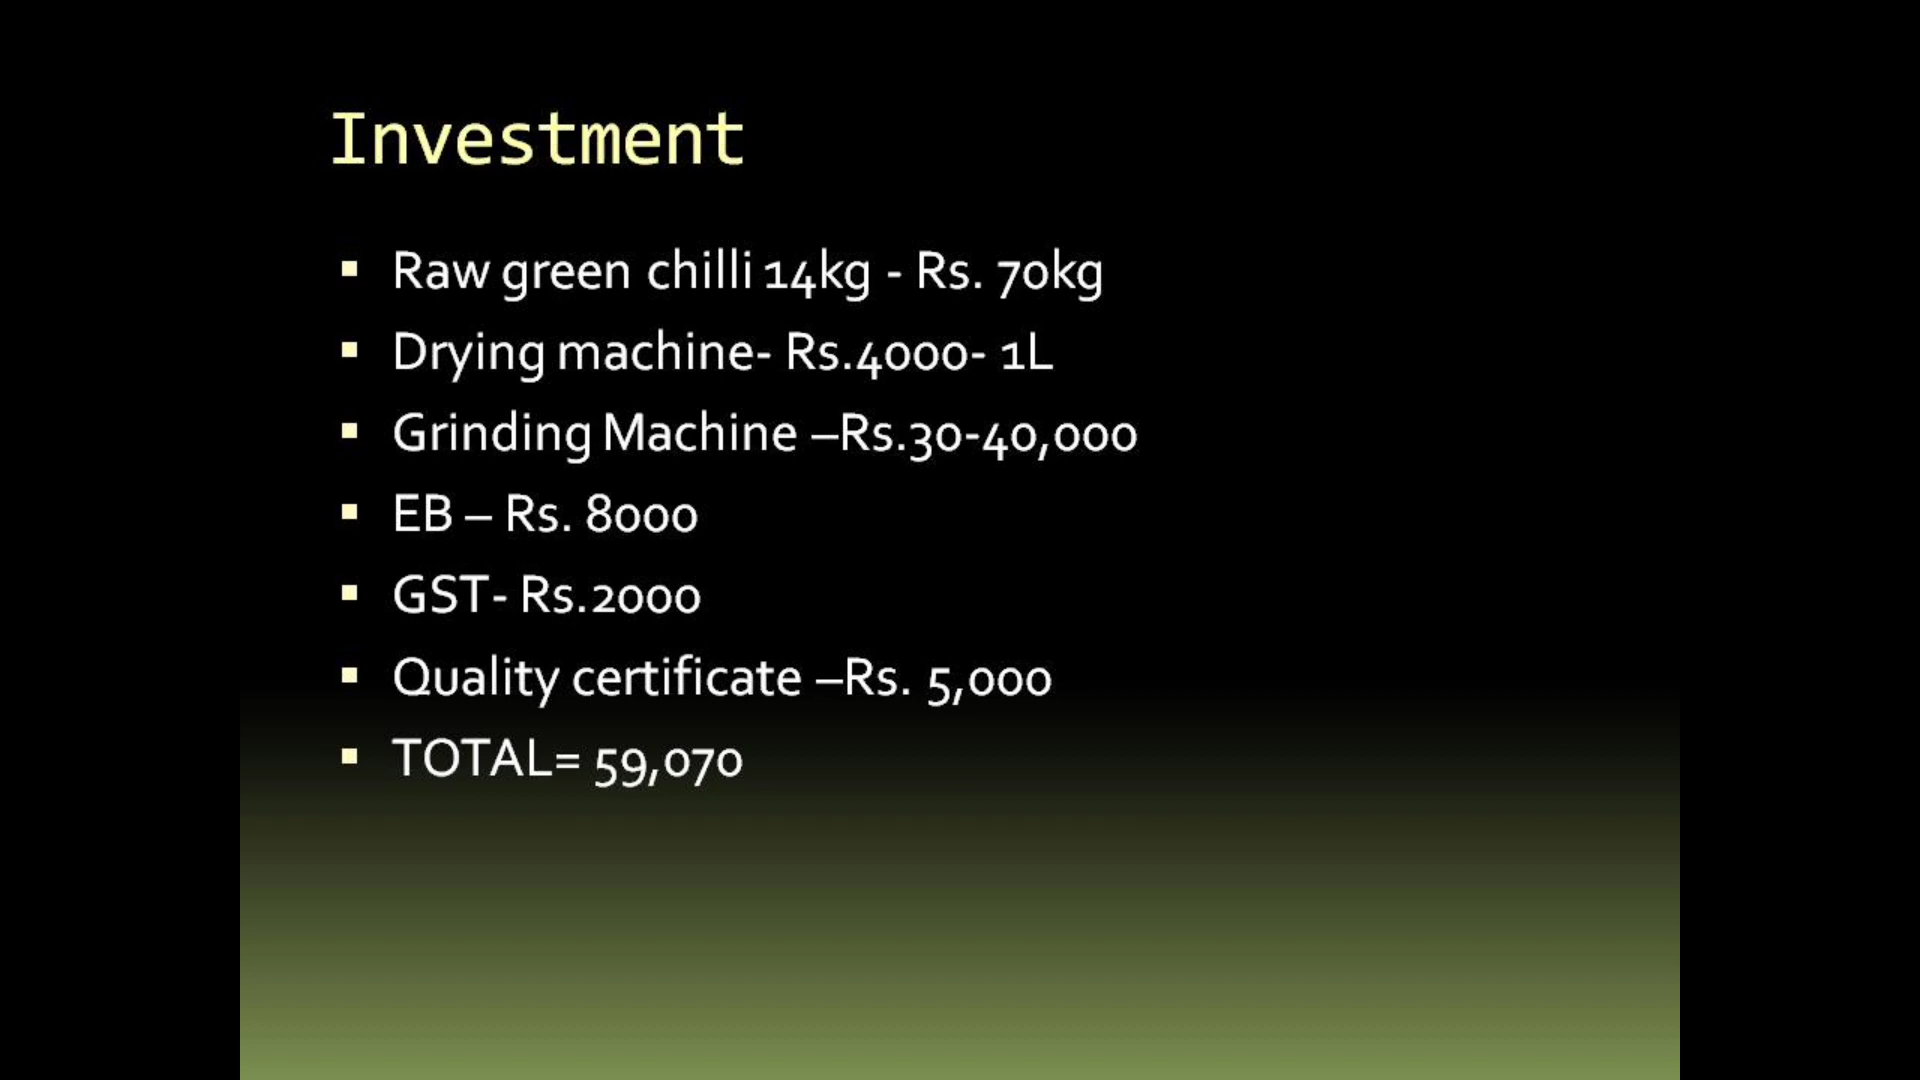 Investment
Raw green chilli 14kg - Rs. 70kg
Drying machine- Rs.4000- 1L
Grinding Machine –Rs.30-40,000
EB – Rs. 8000
GST- Rs.2000
Quality certificate –Rs. 5,000
TOTAL= 59,070